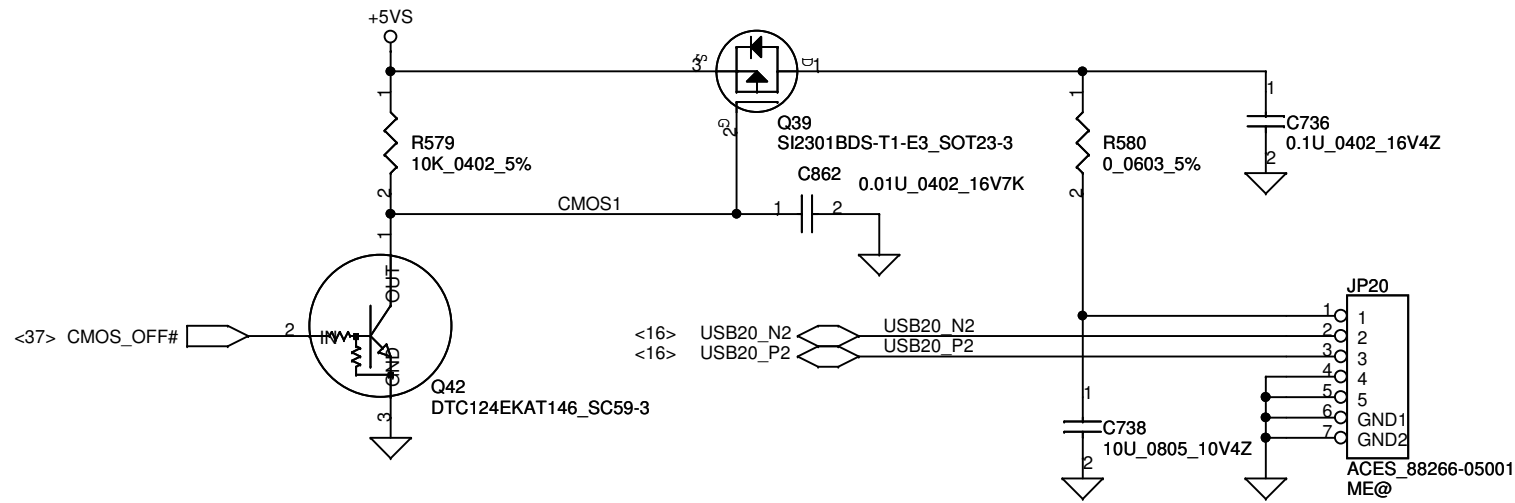 +5VS
3
S
D
1
G
2
Q39
SI2301BDS-T1-E3_SOT23-3
1
R579
10K_0402_5%
2
1
R580
0_0603_5%
2
1
C736
0.1U_0402_16V4Z
2
C862
0.01U_0402_16V7K
CMOS1
1
2
1
OUT
<37> CMOS_OFF#
2
IN
GND
3
Q42
DTC124EKAT146_SC59-3
<16> USB20_N2
USB20_N2
<16> USB20_P2
USB20_P2
1
C738
10U_0805_10V4Z
2
JP20
1 1
2 2
3 3
4 4
5 5
6 GND1
7 GND2
ACES_88266-05001
ME@